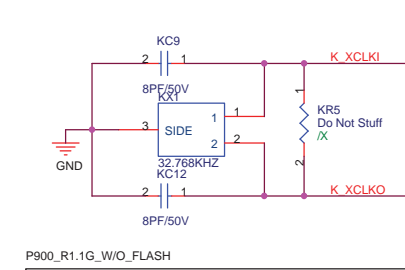 KC9
K_XCLKI
2
1
8PF/50V
KX1
1
1
1
KR5
Do Not Stuff
/X
3
SIDE
2
2
2
GND
32.768KHZ
KC12
2
1
K_XCLKO
8PF/50V
P900_R1.1G_W/O_FLASH